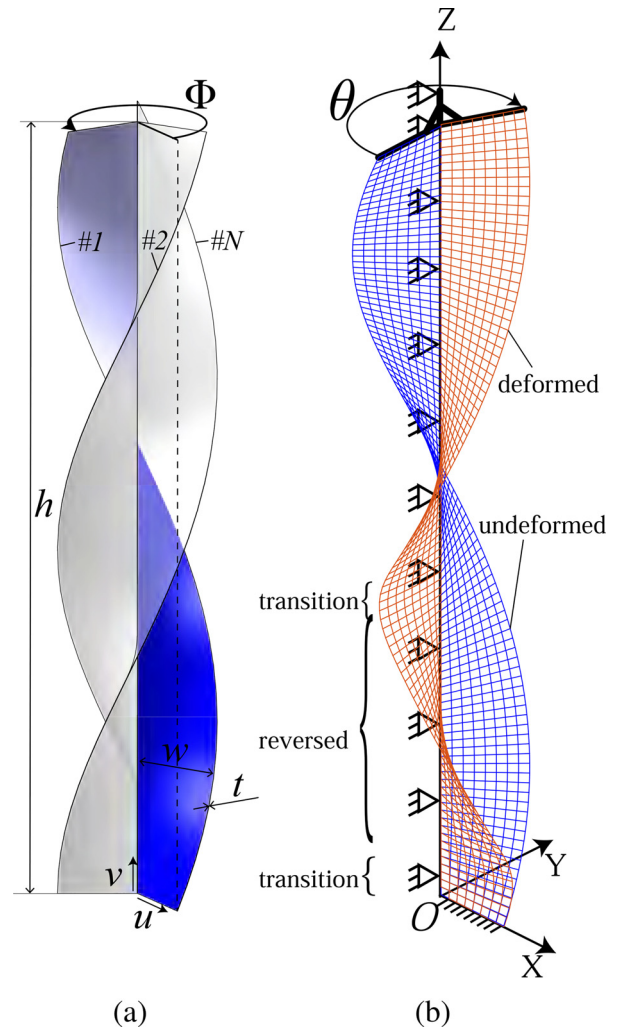 Φ
#1
#2
#N
h
w
t
v
u
(a)
Z
θ
deformed
undeformed
transition
reversed
transition
Y
O
X
(b)